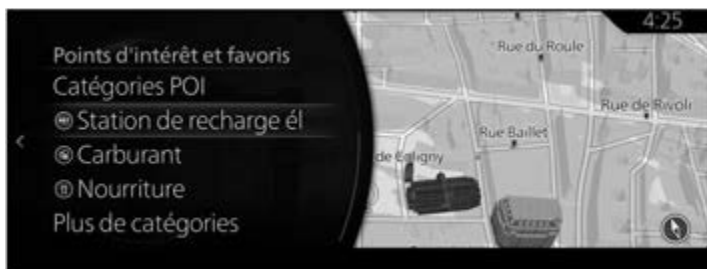 4:25
Points d'intérêt et favoris
Catégories POI
Station de recharge él
Carburant
Nourriture
Plus de catégories
Rue du Roule
Rue de Rivoli
Rue Baillet
de Coligny